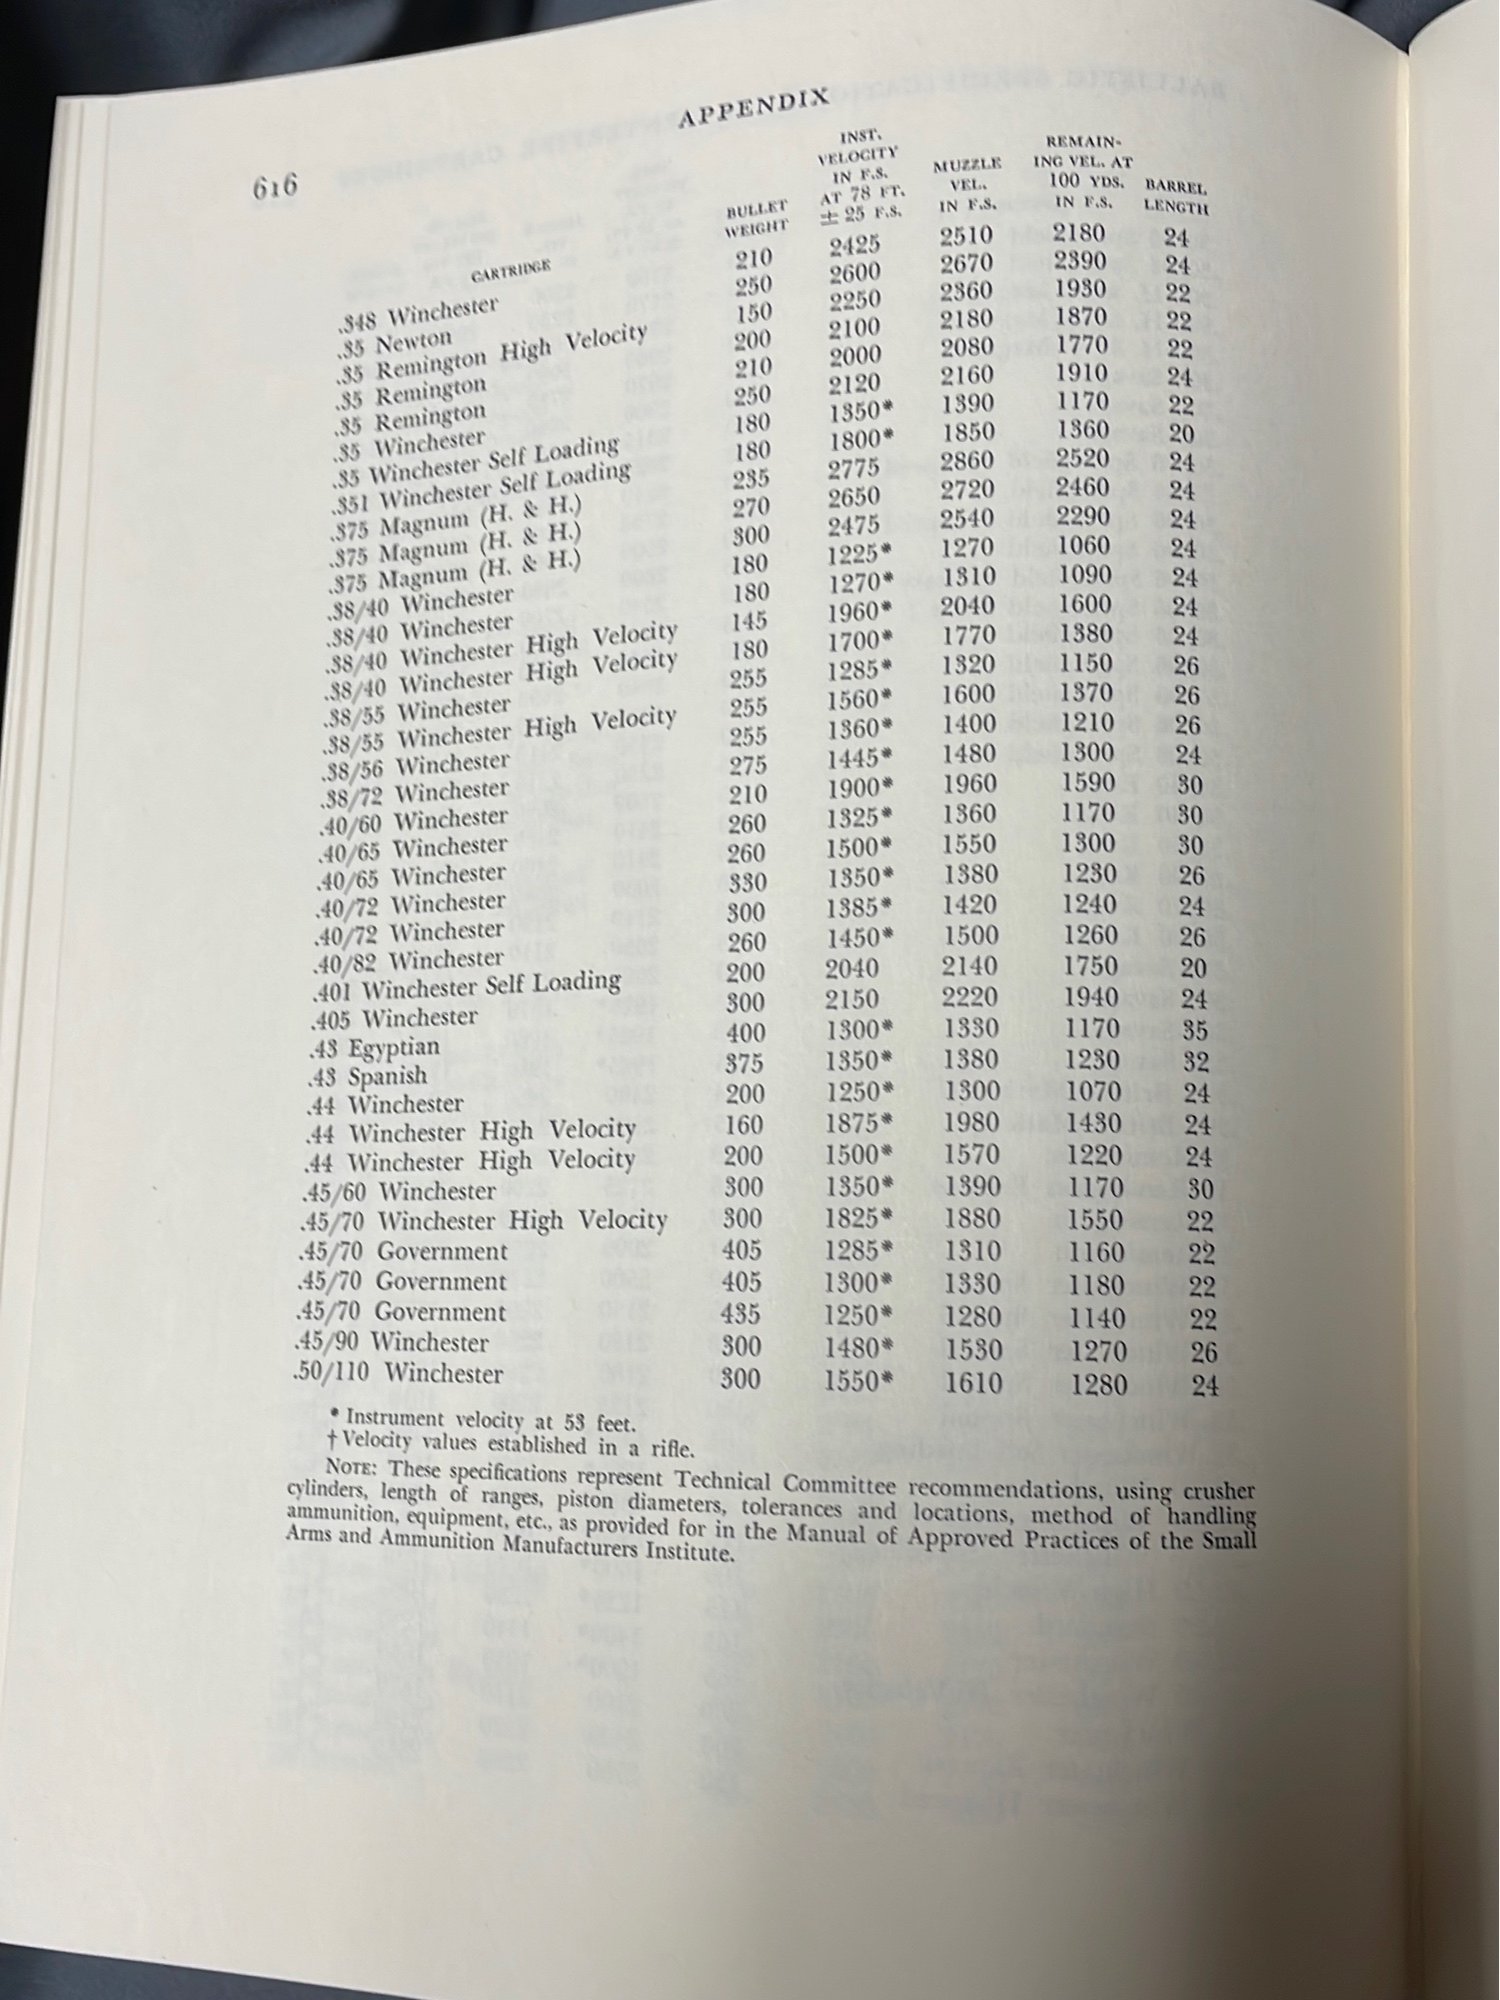 616
APPENDIX
CARTRIDGE BULLET WEIGHT INST. VELOCITY IN F.S. AT 78 FT. ± 25 F.S. MUZZLE VEL. IN F.S. REMAIN-ING VEL. AT 100 YDS. IN F.S. BARREL LENGTH
.348 Winchester 210 2425 2510 2180 24
.35 Newton 250 2600 2670 2390 24
.35 Remington High Velocity 150 2250 2360 1930 22
.35 Remington 200 2100 2180 1870 22
.35 Remington 210 2000 2080 1770 22
.35 Winchester 250 2120 2160 1910 24
.35 Winchester Self Loading 180 1350* 1390 1170 22
.351 Winchester Self Loading 180 1800* 1850 1360 20
.375 Magnum (H. & H.) 235 2775 2860 2520 24
.375 Magnum (H. & H.) 270 2650 2720 2460 24
.375 Magnum (H. & H.) 300 2475 2540 2290 24
.38/40 Winchester 180 1225* 1270 1060 24
.38/40 Winchester 180 1270* 1310 1090 24
.38/40 Winchester High Velocity 145 1960* 2040 1600 24
.38/40 Winchester High Velocity 180 1700* 1770 1380 24
.38/55 Winchester 255 1285* 1320 1150 26
.38/55 Winchester High Velocity 255 1560* 1600 1370 26
.38/56 Winchester 255 1360* 1400 1210 26
.38/72 Winchester 275 1445* 1480 1300 24
.40/60 Winchester 210 1900* 1960 1590 30
.40/65 Winchester 260 1325* 1360 1170 30
.40/65 Winchester 260 1500* 1550 1300 30
.40/72 Winchester 330 1350* 1380 1230 26
.40/72 Winchester 300 1385* 1420 1240 24
.40/82 Winchester 260 1450* 1500 1260 26
.401 Winchester Self Loading 200 2040 2140 1750 20
.405 Winchester 300 2150 2220 1940 24
.43 Egyptian 400 1300* 1330 1170 35
.43 Spanish 375 1350* 1380 1230 32
.44 Winchester 200 1250* 1300 1070 24
.44 Winchester High Velocity 160 1875* 1980 1430 24
.44 Winchester High Velocity 200 1500* 1570 1220 24
.45/60 Winchester 300 1350* 1390 1170 30
.45/70 Winchester High Velocity 300 1825* 1880 1550 22
.45/70 Government 405 1285* 1310 1160 22
.45/70 Government 405 1300* 1330 1180 22
.45/70 Government 435 1250* 1280 1140 22
.45/90 Winchester 300 1480* 1530 1270 26
.50/110 Winchester 300 1550* 1610 1280 24
* Instrument velocity at 53 feet.
† Velocity values established in a rifle.
NOTE: These specifications represent Technical Committee recommendations, using crusher
cylinders, length of ranges, piston diameters, tolerances and locations, method of handling
ammunition, equipment, etc., as provided for in the Manual of Approved Practices of the Small
Arms and Ammunition Manufacturers Institute.